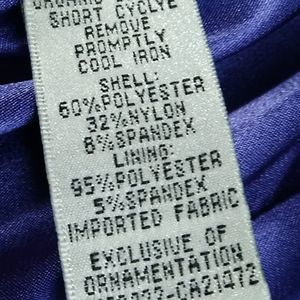 SHORT CYCLYE
REMOVE
PROMPTLY
COOL IRON
SHELL:
60%POLYESTER
32%NYLON
8%SPANDEX
LINING:
95%POLYESTER
5%SPANDEX
IMPORTED FABRIC
EXCLUSIVE OF
ORNAMENTATION